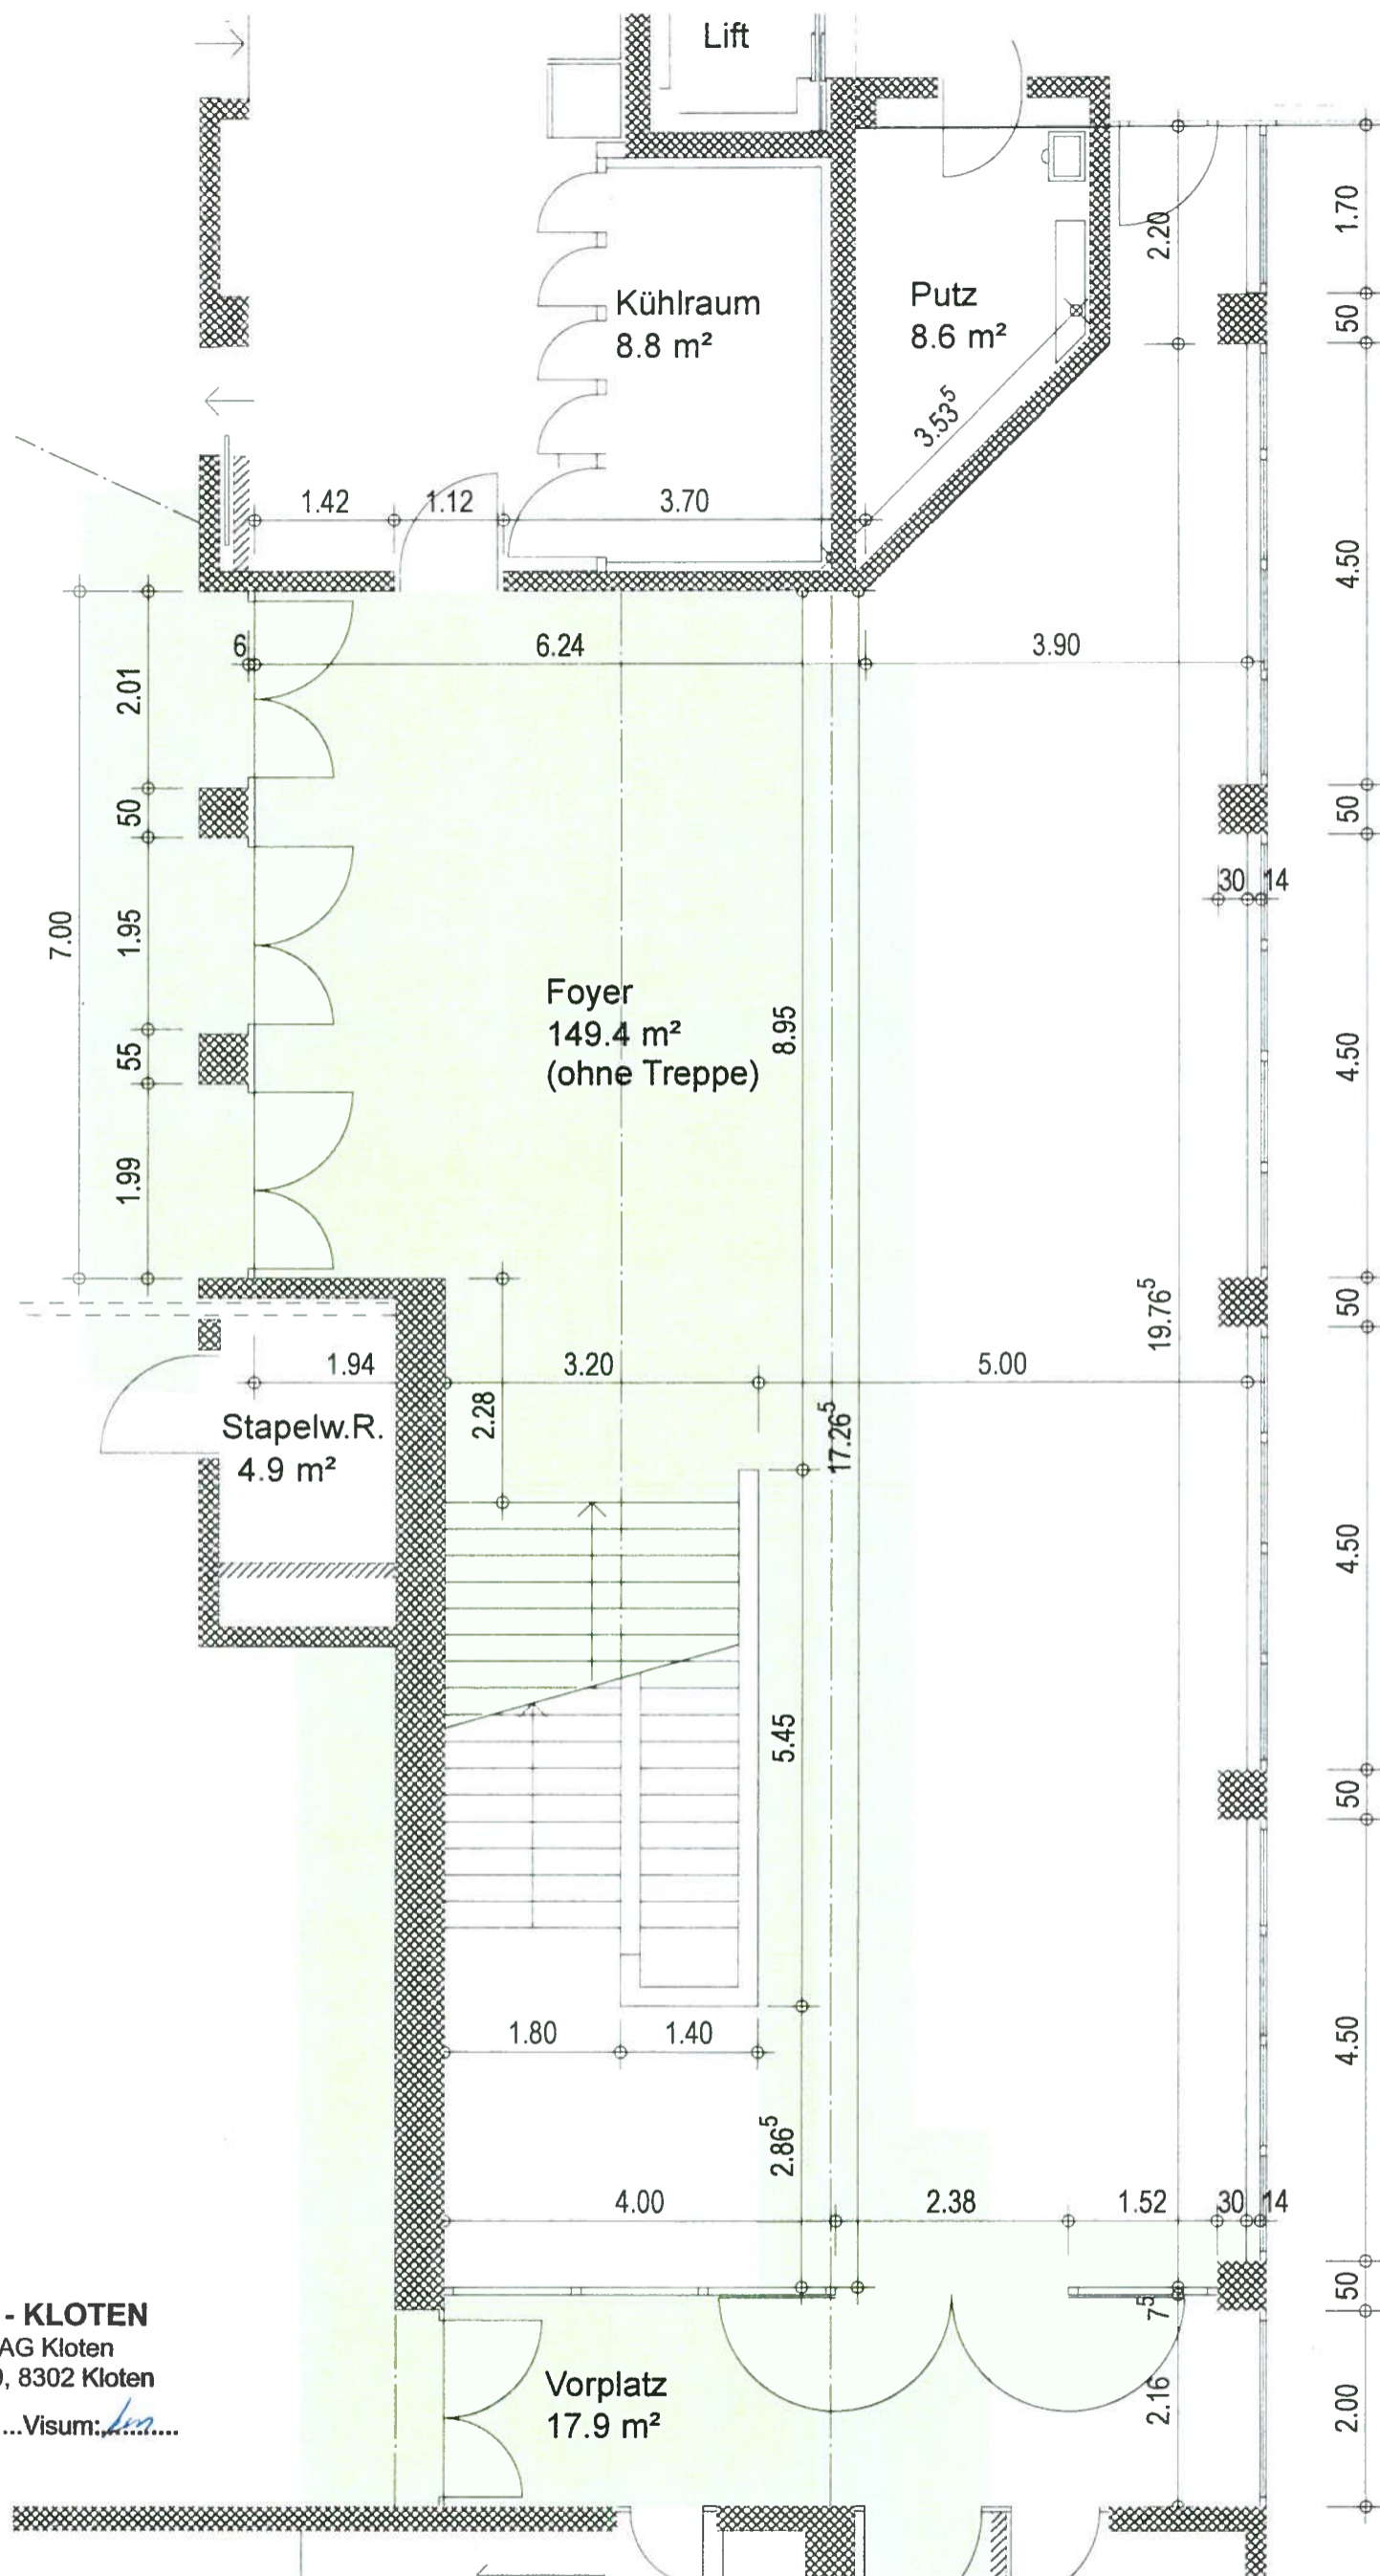 Lift
1.70
2.20
Kühlraum
8.8 m²
Putz
8.6 m²
50
3.53⁵
1.42
1.12
3.70
4.50
6
6.24
3.90
2.01
50
50
30
14
7.00
1.95
Foyer
149.4 m²
(ohne Treppe)
8.95
55
4.50
1.99
19.76⁵
50
1.94
3.20
5.00
2.28
17.26⁵
Stapelw.R.
4.9 m²
4.50
5.45
50
1.80
1.40
4.50
2.86⁵
4.00
2.38
1.52
30
14
50
7⁵
- KLOTEN
AG Kloten
, 8302 Kloten
...Visum:..........
Vorplatz
17.9 m²
2.16
2.00